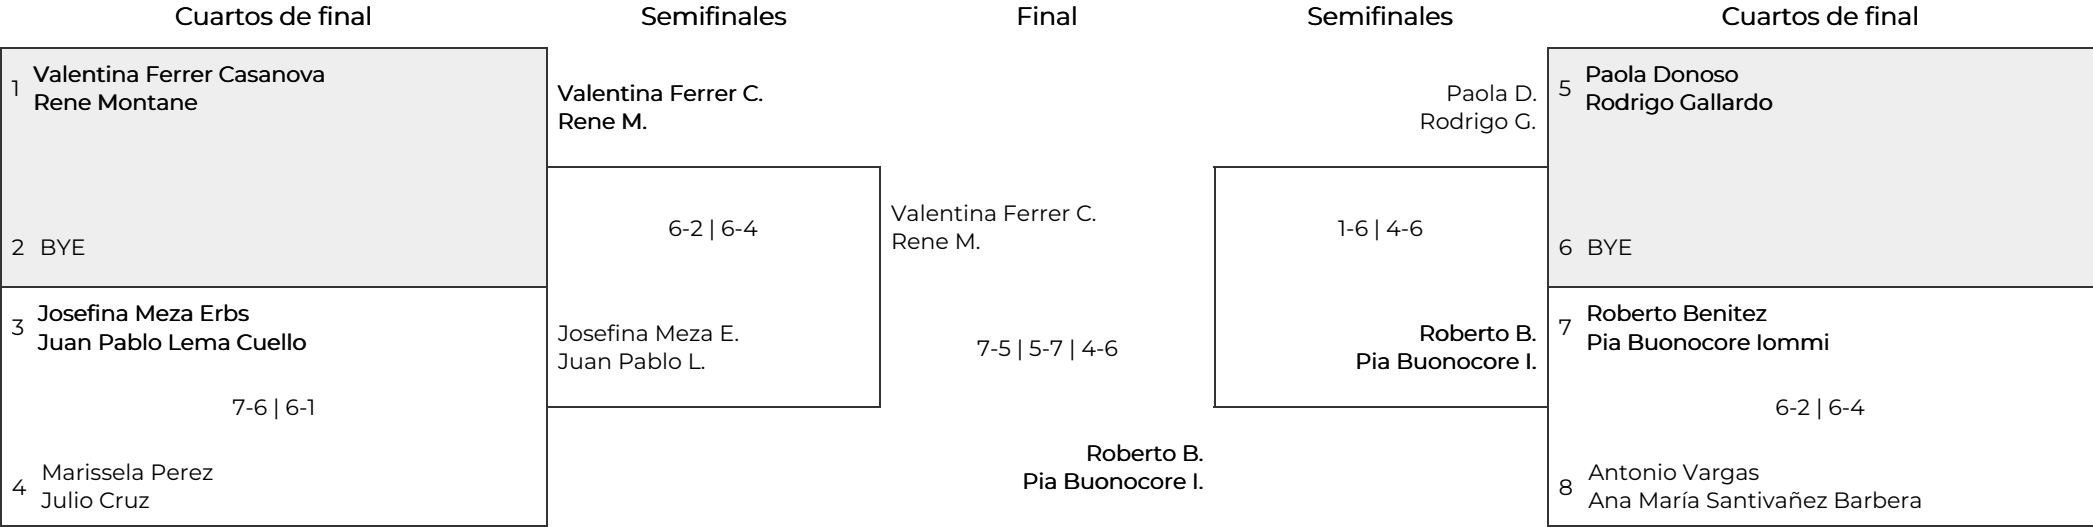 Cuartos de final
Semifinales
Final
Semifinales
Cuartos de final
1
Valentina Ferrer Casanova
Rene Montane
2 BYE
3
Josefina Meza Erbs
Juan Pablo Lema Cuello
7-6 | 6-1
4
Marissela Perez
Julio Cruz
Valentina Ferrer C.
Rene M.
6-2 | 6-4
Josefina Meza E.
Juan Pablo L.
Valentina Ferrer C.
Rene M.
7-5 | 5-7 | 4-6
Roberto B.
Pia Buonocore I.
Paola D.
Rodrigo G.
1-6 | 4-6
Roberto B.
Pia Buonocore I.
5
Paola Donoso
Rodrigo Gallardo
6 BYE
7
Roberto Benitez
Pia Buonocore Iommi
6-2 | 6-4
8
Antonio Vargas
Ana María Santivañez Barbera